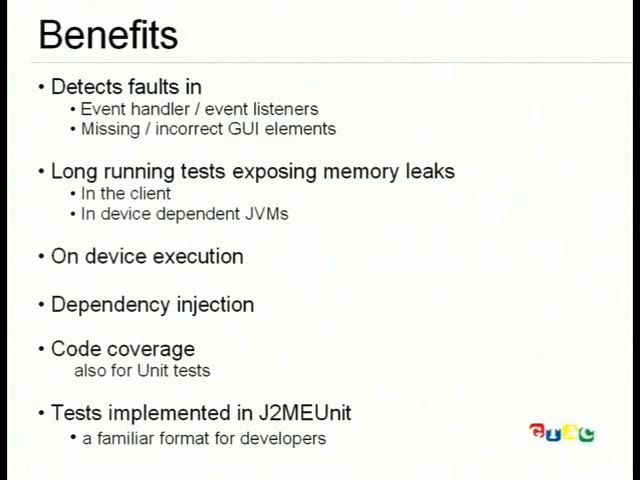 Benefits
• Detects faults in
• Event handler / event listeners
• Missing / incorrect GUI elements
• Long running tests exposing memory leaks
• In the client
• In device dependent JVMs
• On device execution
• Dependency injection
• Code coverage
also for Unit tests
• Tests implemented in J2MEUnit
• a familiar format for developers
GTAC